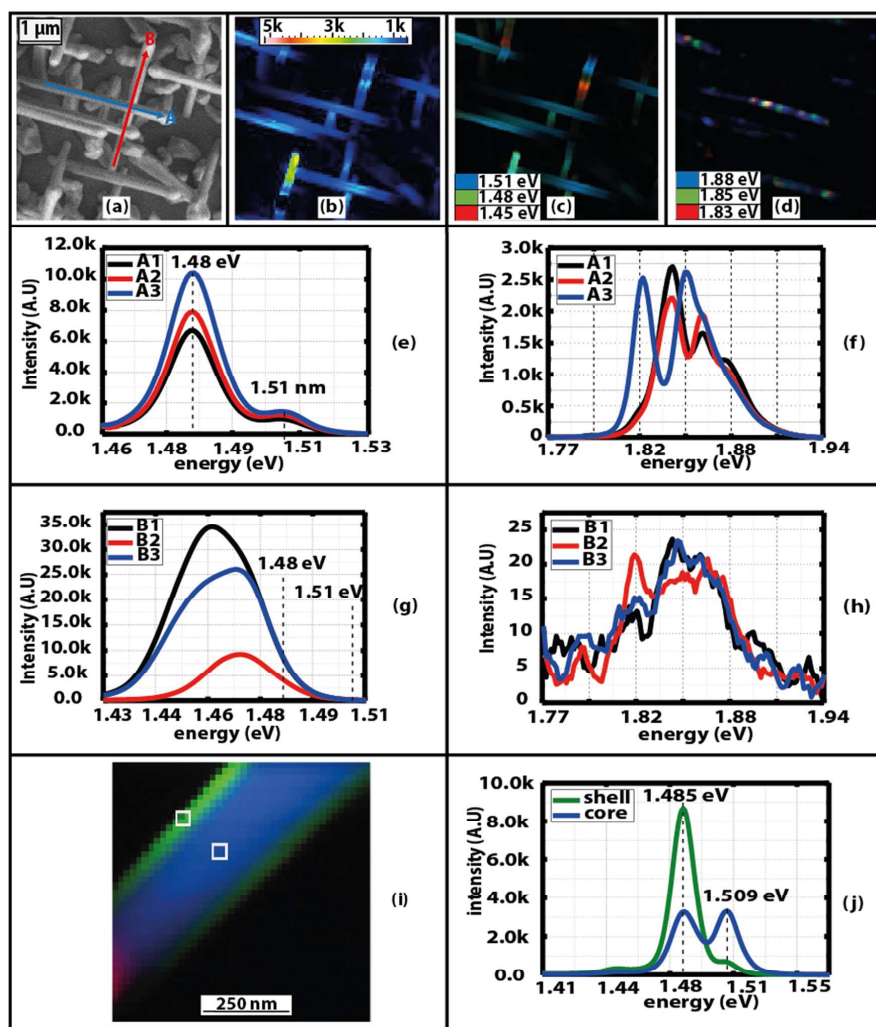 1 μm
B
A
(a)
5k 3k 1k
(b)
1.51 eV
1.48 eV
1.45 eV
(c)
1.88 eV
1.85 eV
1.83 eV
(d)
12.0k
10.0k
8.0k
6.0k
4.0k
2.0k
0.0
Intensity (A.U)
A1
A2
A3
1.48 eV
1.51 nm
1.46 1.48 1.49 1.51 1.53
energy (eV)
(e)
3.0k
2.5k
2.0k
1.5k
1.0k
0.5k
0
Intensity (A.U)
A1
A2
A3
1.77 1.82 1.88 1.94
energy (eV)
(f)
35.0k
30.0k
25.0k
20.0k
15.0k
10.0k
5.0k
0.0
Intensity (A.U)
B1
B2
B3
1.48 eV
1.51 eV
1.43 1.44 1.46 1.48 1.49 1.51
energy (eV)
(g)
25
20
15
10
5
0
Intensity (A.U)
B1
B2
B3
1.77 1.82 1.88 1.94
energy (eV)
(h)
250 nm
(i)
10.0k
8.0k
6.0k
4.0k
2.0k
0.0
intensity (A.U)
shell
core
1.485 eV
1.509 eV
1.41 1.44 1.48 1.51 1.55
energy (eV)
(j)